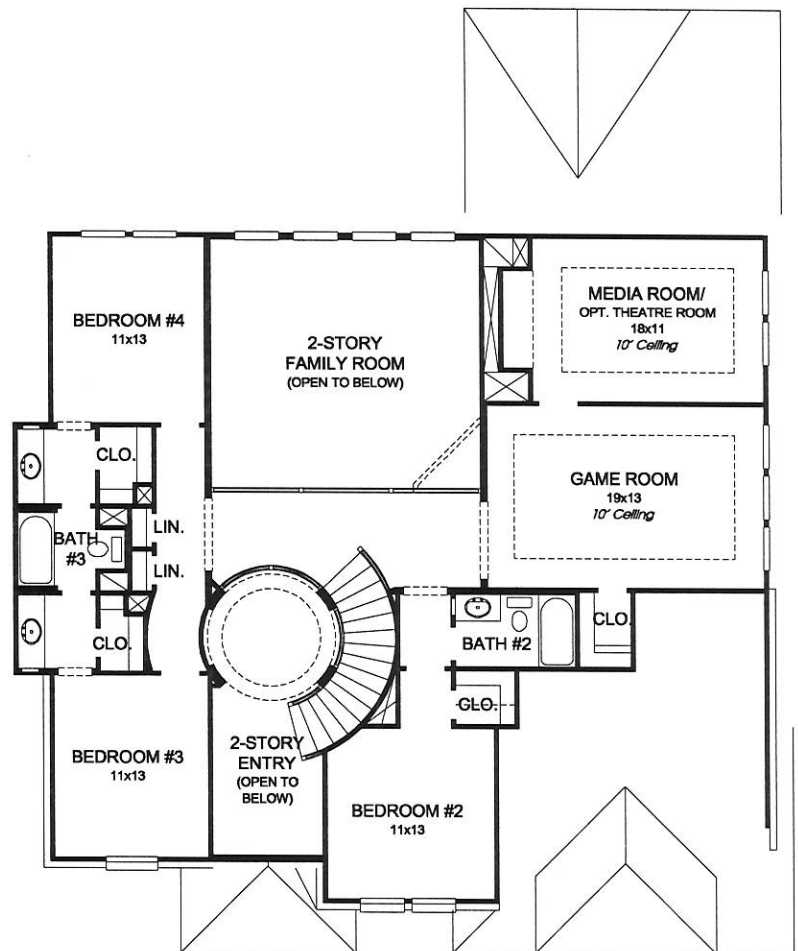 MEDIA ROOM/
OPT. THEATRE ROOM
18x11
10' Ceiling
BEDROOM #4
11x13
2-STORY
FAMILY ROOM
(OPEN TO BELOW)
CLO.
GAME ROOM
19x13
10' Ceiling
LIN.
BATH
#3
LIN.
CLO.
BATH #2
CLO.
CLO.
2-STORY
ENTRY
(OPEN TO
BELOW)
BEDROOM #3
11x13
BEDROOM #2
11x13